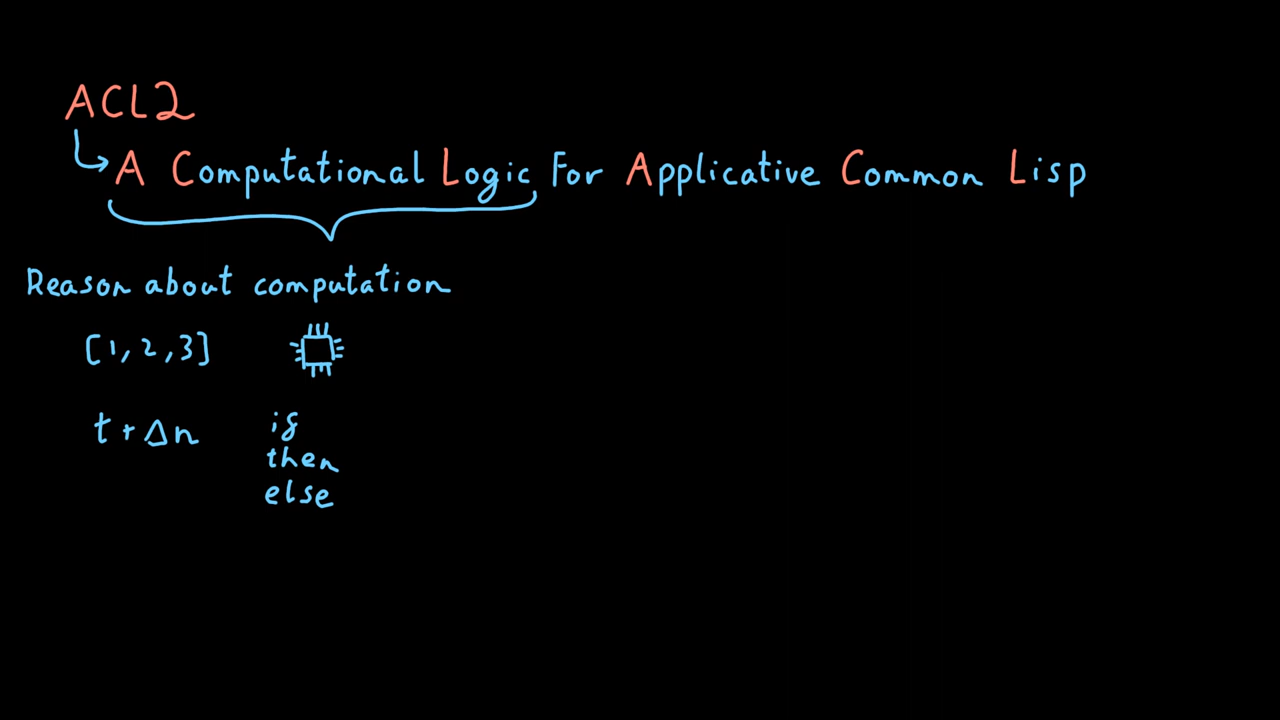 ACL2
A Computational Logic For Applicative Common Lisp
Reason about computation
[1,2,3]
t + Δn
if
then
else